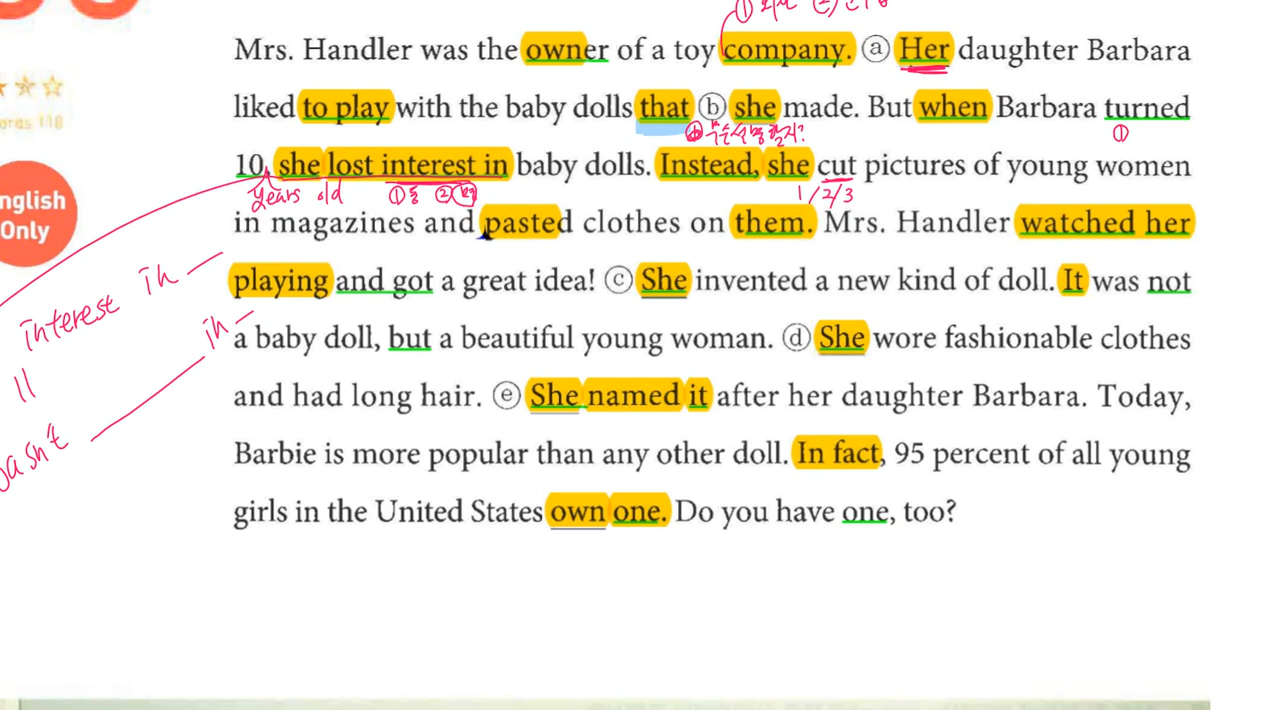 Mrs. Handler was the owner of a toy company. ⓐ Her daughter Barbara
liked to play with the baby dolls that ⓑ she made. But when Barbara turned
①
10, she lost interest in baby dolls. Instead, she cut pictures of young women
years old
1/2/3
in magazines and pasted clothes on them. Mrs. Handler watched her
playing and got a great idea! ⓒ She invented a new kind of doll. It was not
interest in
in
a baby doll, but a beautiful young woman. ⓓ She wore fashionable clothes
and had long hair. ⓔ She named it after her daughter Barbara. Today,
Barbie is more popular than any other doll. In fact, 95 percent of all young
girls in the United States own one. Do you have one, too?
English
Only